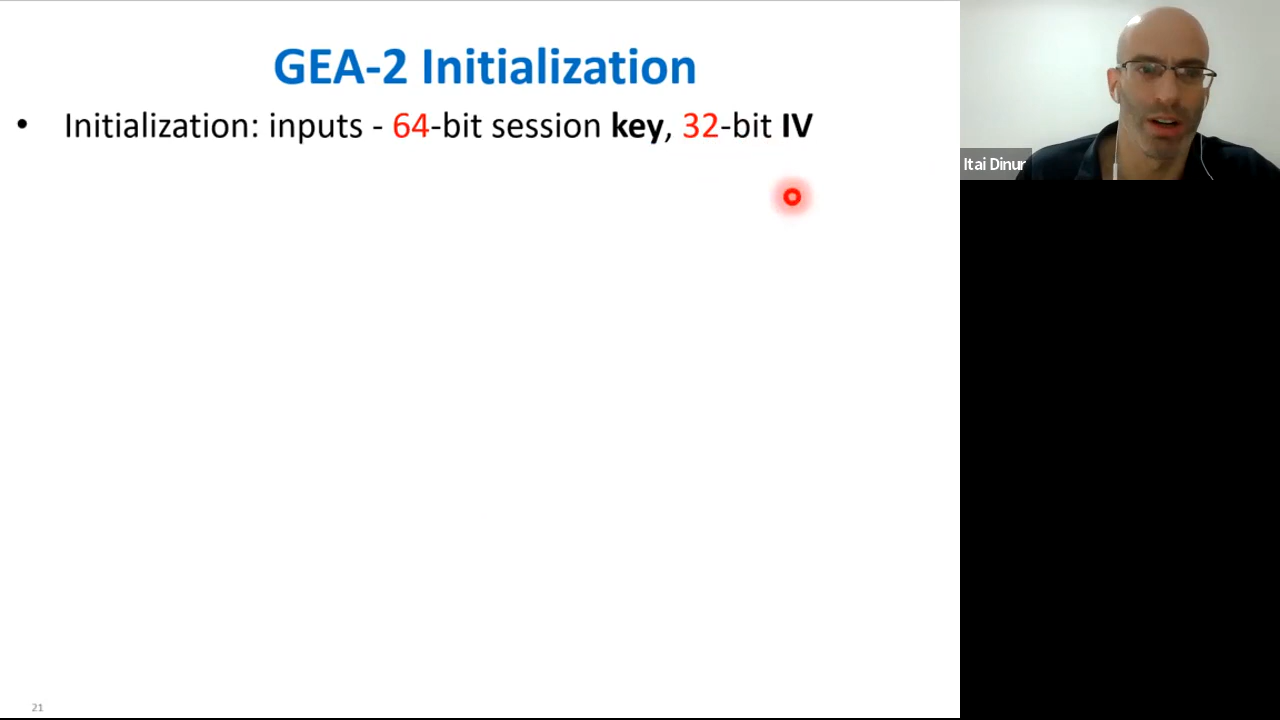 GEA-2 Initialization
• Initialization: inputs - 64-bit session key, 32-bit IV
Itai Dinur
21